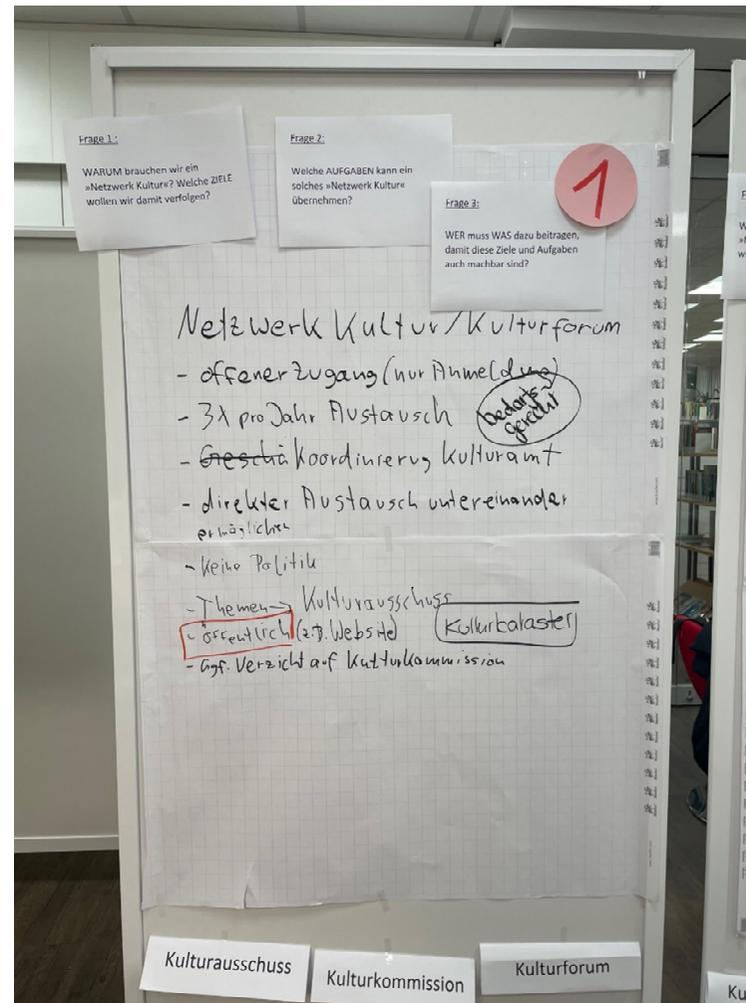 Frage 1:
WARUM brauchen wir ein
»Netzwerk Kultur«? Welche ZIELE
wollen wir damit verfolgen?
Frage 2:
Welche AUFGABEN kann ein
solches »Netzwerk Kultur«
übernehmen?
Frage 3:
WER muss WAS dazu beitragen,
damit diese Ziele und Aufgaben
auch machbar sind?
1
Netzwerk Kultur/Kulturforum
- offener Zugang (nur Anmeldung)
- 3x pro Jahr Austausch
bedarfs-
gerecht
- Geschä Koordinierug Kulturamt
- direkter Austausch untereinander
ermöglichen
- keine Politik
- Themen → Kulturausschuss
- öffentlich (z.B. Website)
Kulturkataster
- ggf. Verzicht auf Kulturkommission
Kulturausschuss
Kulturkommission
Kulturforum
Ku